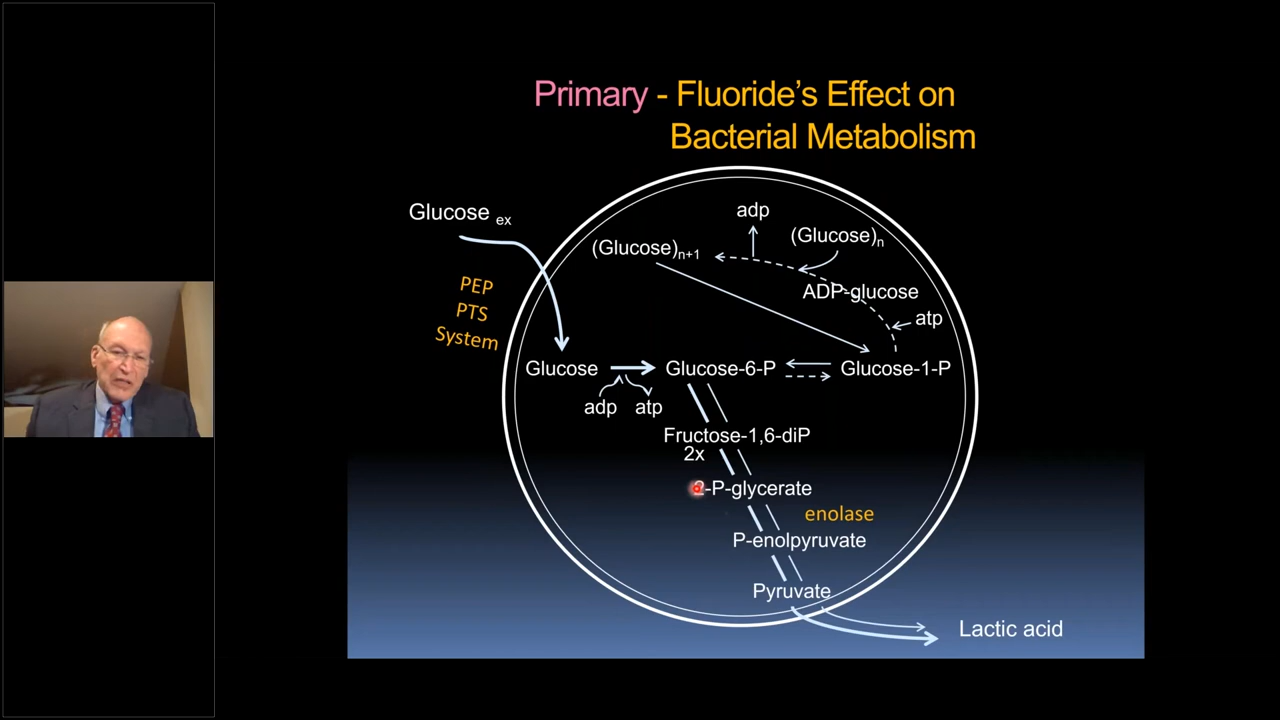 Primary - Fluoride's Effect on
Bacterial Metabolism
Glucose ex
adp
(Glucose)n
(Glucose)n+1
PEP
PTS
System
ADP-glucose
atp
Glucose
Glucose-6-P
Glucose-1-P
adp
atp
Fructose-1,6-diP
2x
2-P-glycerate
enolase
P-enolpyruvate
Pyruvate
Lactic acid